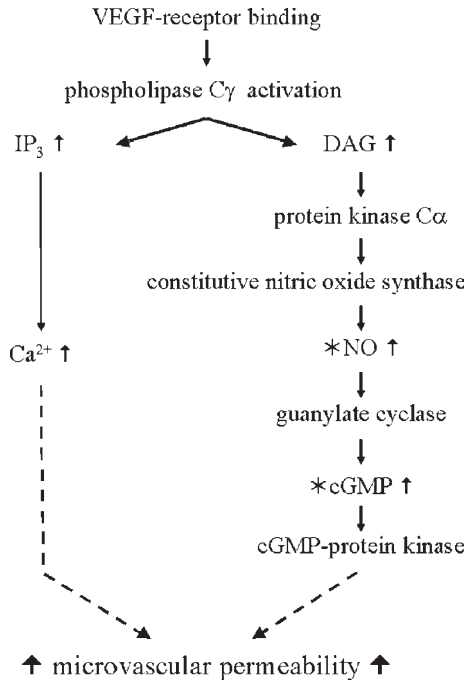 VEGF-receptor binding
phospholipase Cγ activation
IP₃ ↑
DAG ↑
protein kinase Cα
constitutive nitric oxide synthase
Ca²⁺ ↑
*NO ↑
guanylate cyclase
*cGMP ↑
cGMP-protein kinase
↑ microvascular permeability ↑